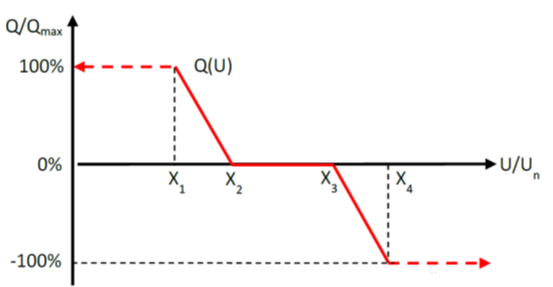 Q/Qmax
100%
Q(U)
0%
U/Un
X1
X2
X3
X4
-100%